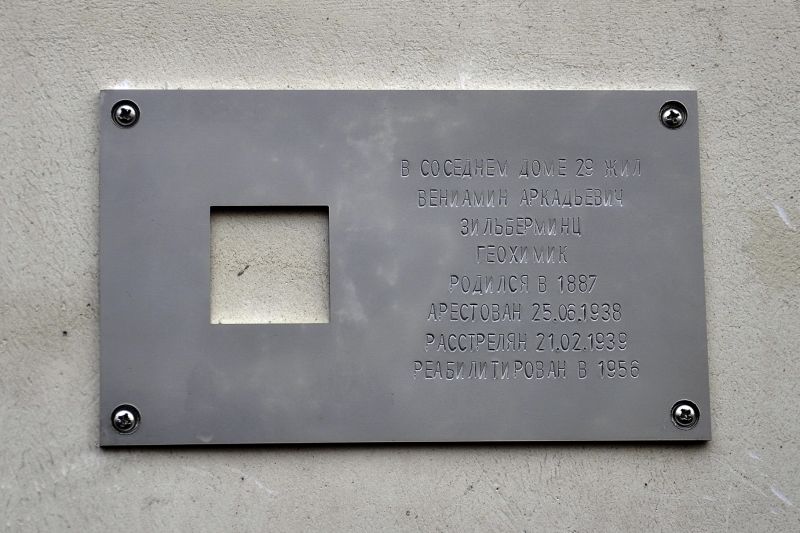 В СОСЕДНЕМ ДОМЕ 29 ЖИЛ
ВЕНИАМИН АРКАДЬЕВИЧ
ЗИЛЬБЕРМИНЦ
ГЕОХИМИК
РОДИЛСЯ В 1887
АРЕСТОВАН 25.06.1938
РАССТРЕЛЯН 21.02.1939
РЕАБИЛИТИРОВАН В 1956